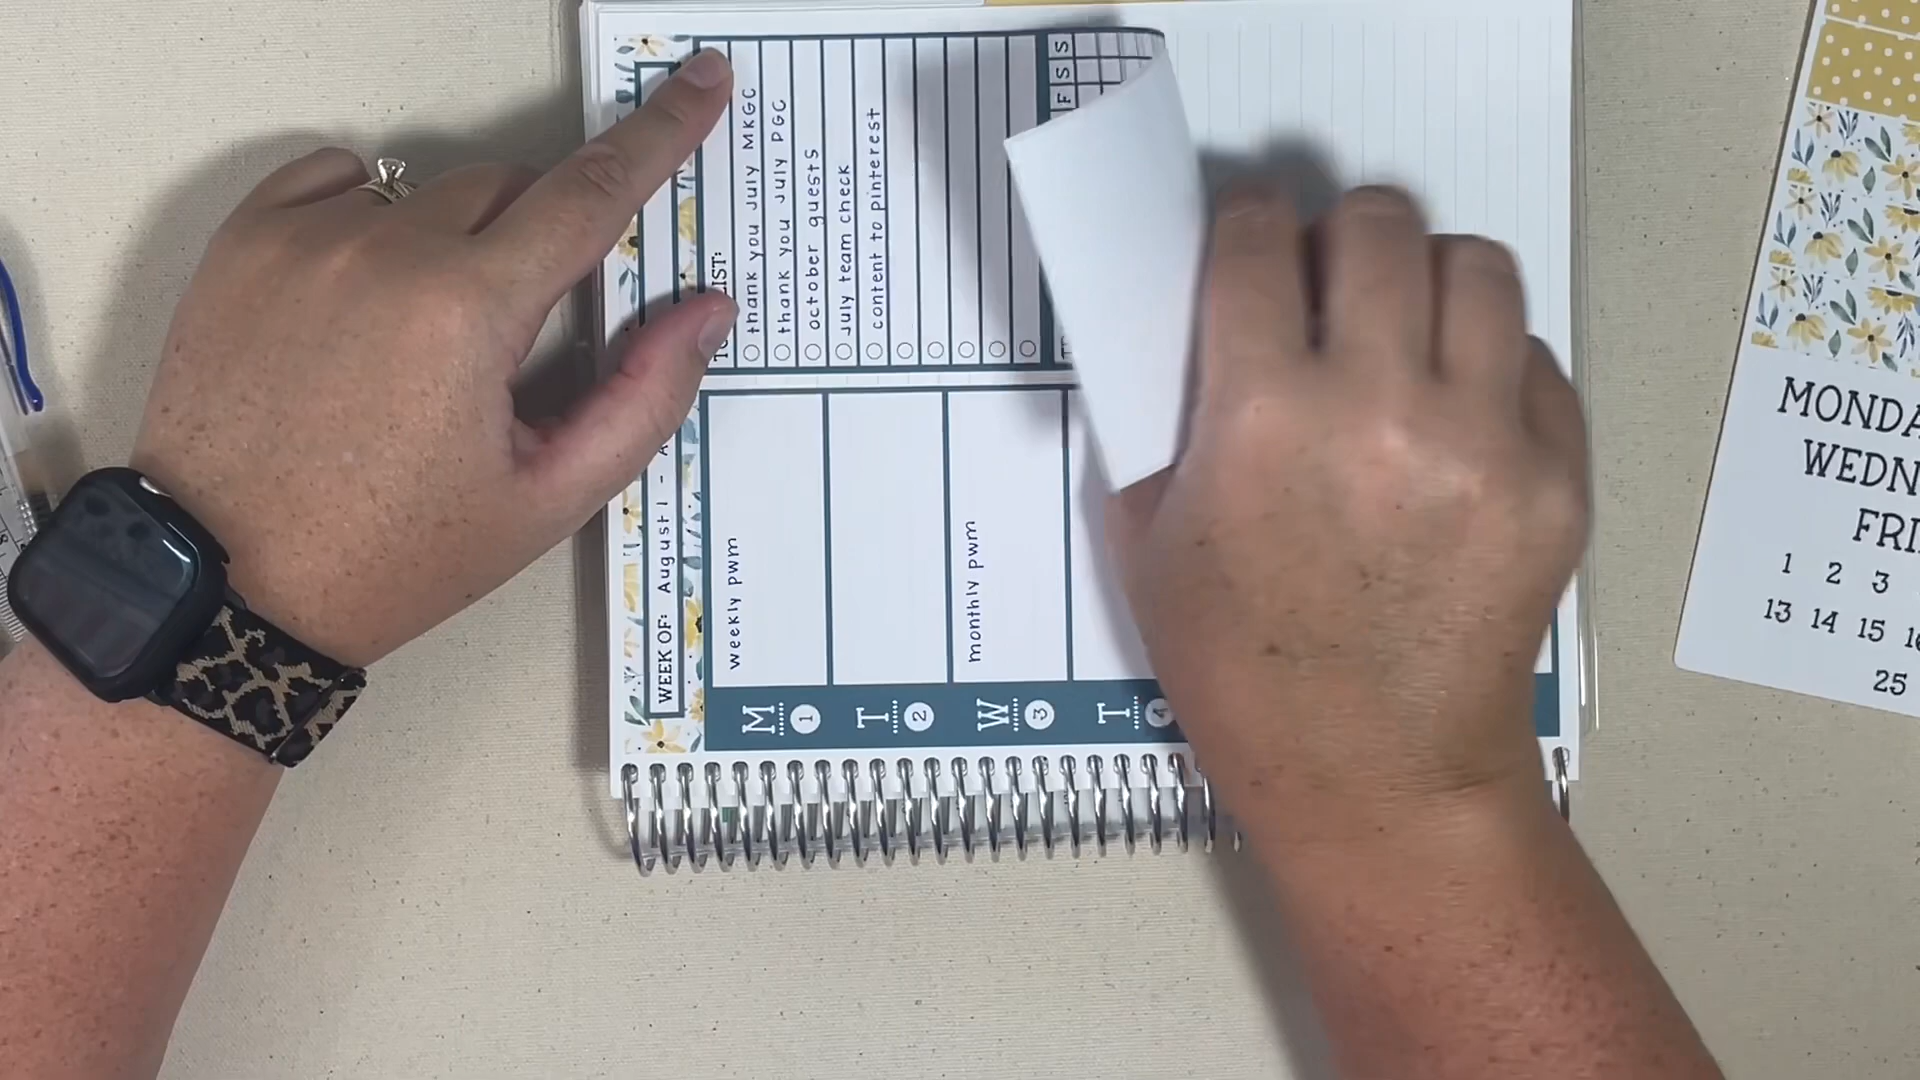 WEEK OF: August 1 - A
LIST:
thank you July MKGC
thank you July PGC
october guests
July team check
content to pinterest
F S S
M 1
weekly pwm
T 2
W 3
monthly pwm
T 4
MONDA
WEDN
FRI
1 2 3
13 14 15
25